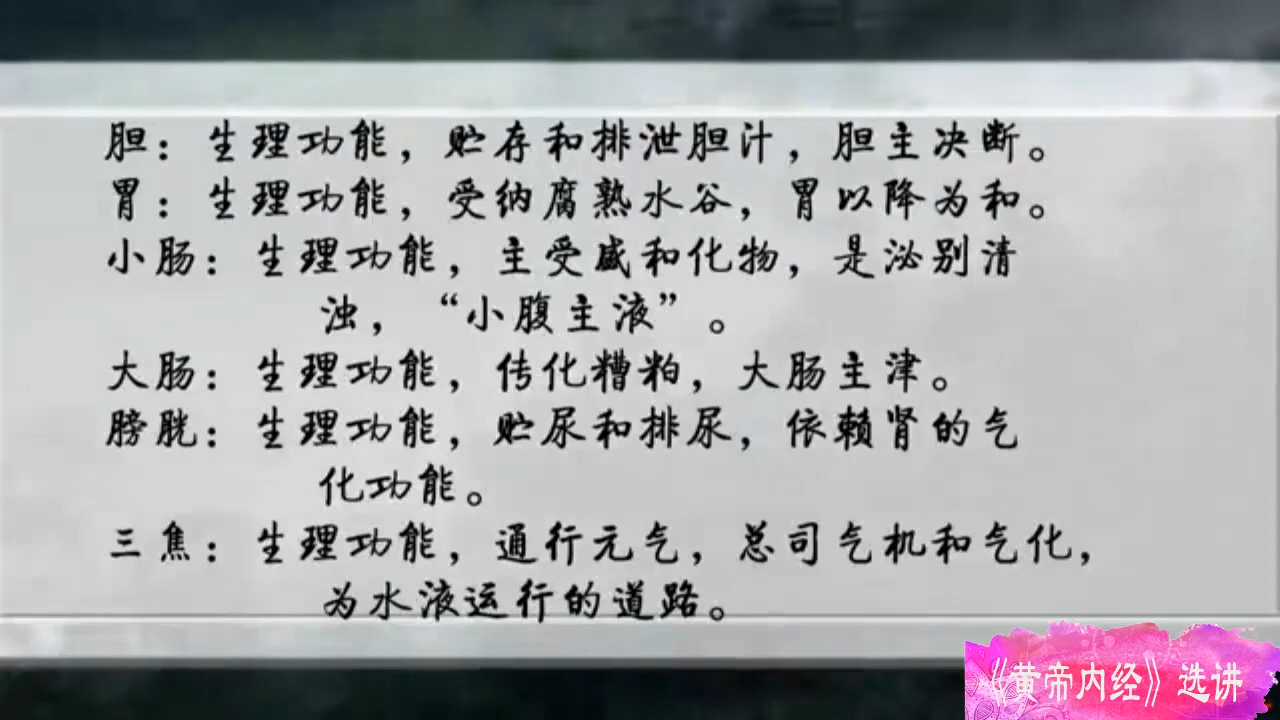 胆：生理功能，贮存和排泄胆汁，胆主决断。
胃：生理功能，受纳腐熟水谷，胃以降为和。
小肠：生理功能，主受盛和化物，是泌别清
浊，“小腹主液”。
大肠：生理功能，传化糟粕，大肠主津。
膀胱：生理功能，贮尿和排尿，依赖肾的气
化功能。
三焦：生理功能，通行元气，总司气机和气化，
为水液运行的道路。
《黄帝内经》选讲